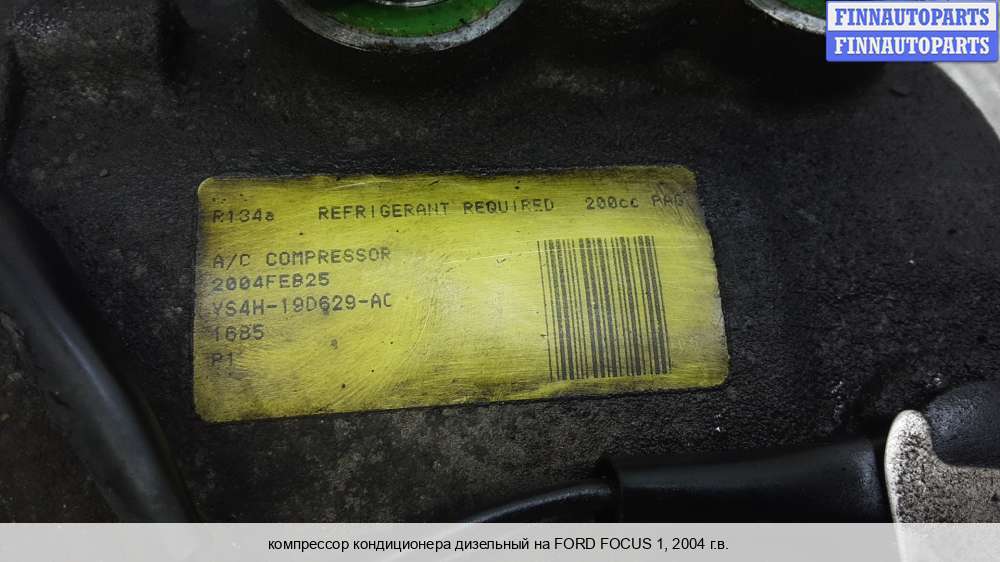 FINNAUTOPARTS
FINNAUTOPARTS
R134a REFRIGERANT REQUIRED 200cc PAG
A/C COMPRESSOR
2004FEB25
YS4H-19D629-AC
1685
P1
компрессор кондиционера дизельный на FORD FOCUS 1, 2004 г.в.